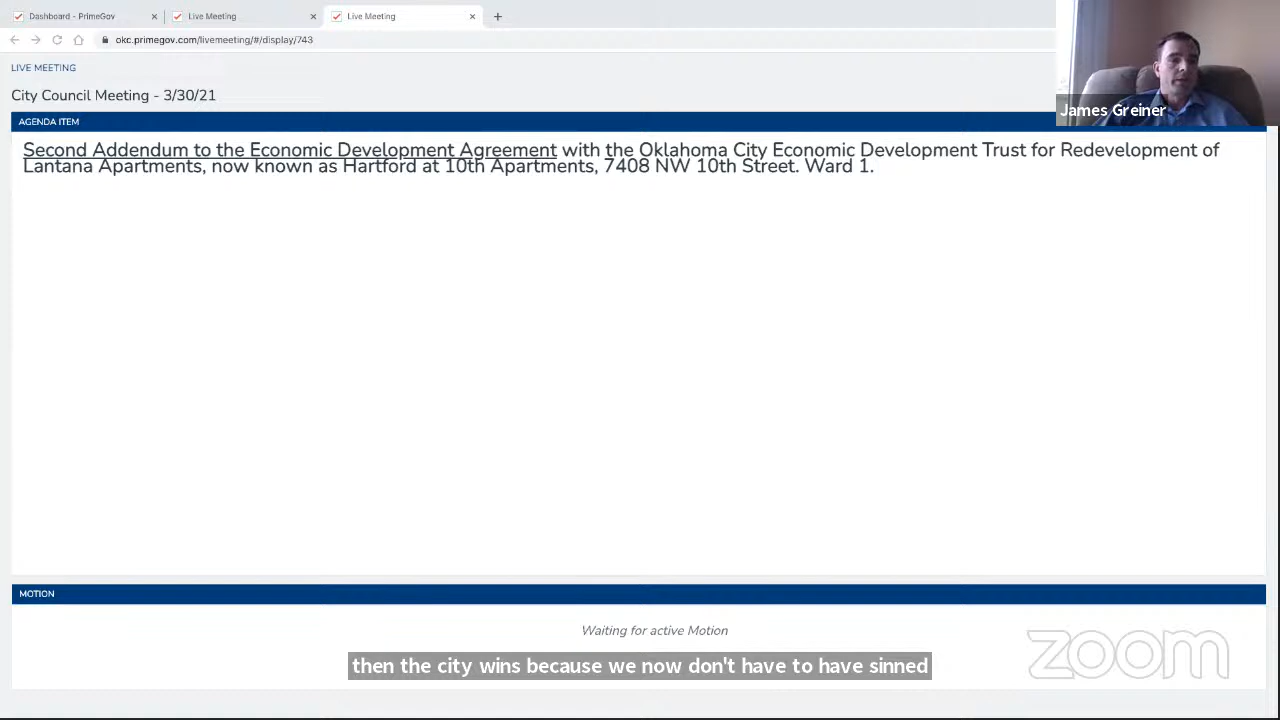 Dashboard - PrimeGov
Live Meeting
Live Meeting
okc.primegov.com/livemeeting/#/display/743
LIVE MEETING
City Council Meeting - 3/30/21
James Greiner
AGENDA ITEM
Second Addendum to the Economic Development Agreement with the Oklahoma City Economic Development Trust for Redevelopment of
Lantana Apartments, now known as Hartford at 10th Apartments, 7408 NW 10th Street. Ward 1.
MOTION
Waiting for active Motion
zoom
then the city wins because we now don't have to have sinned